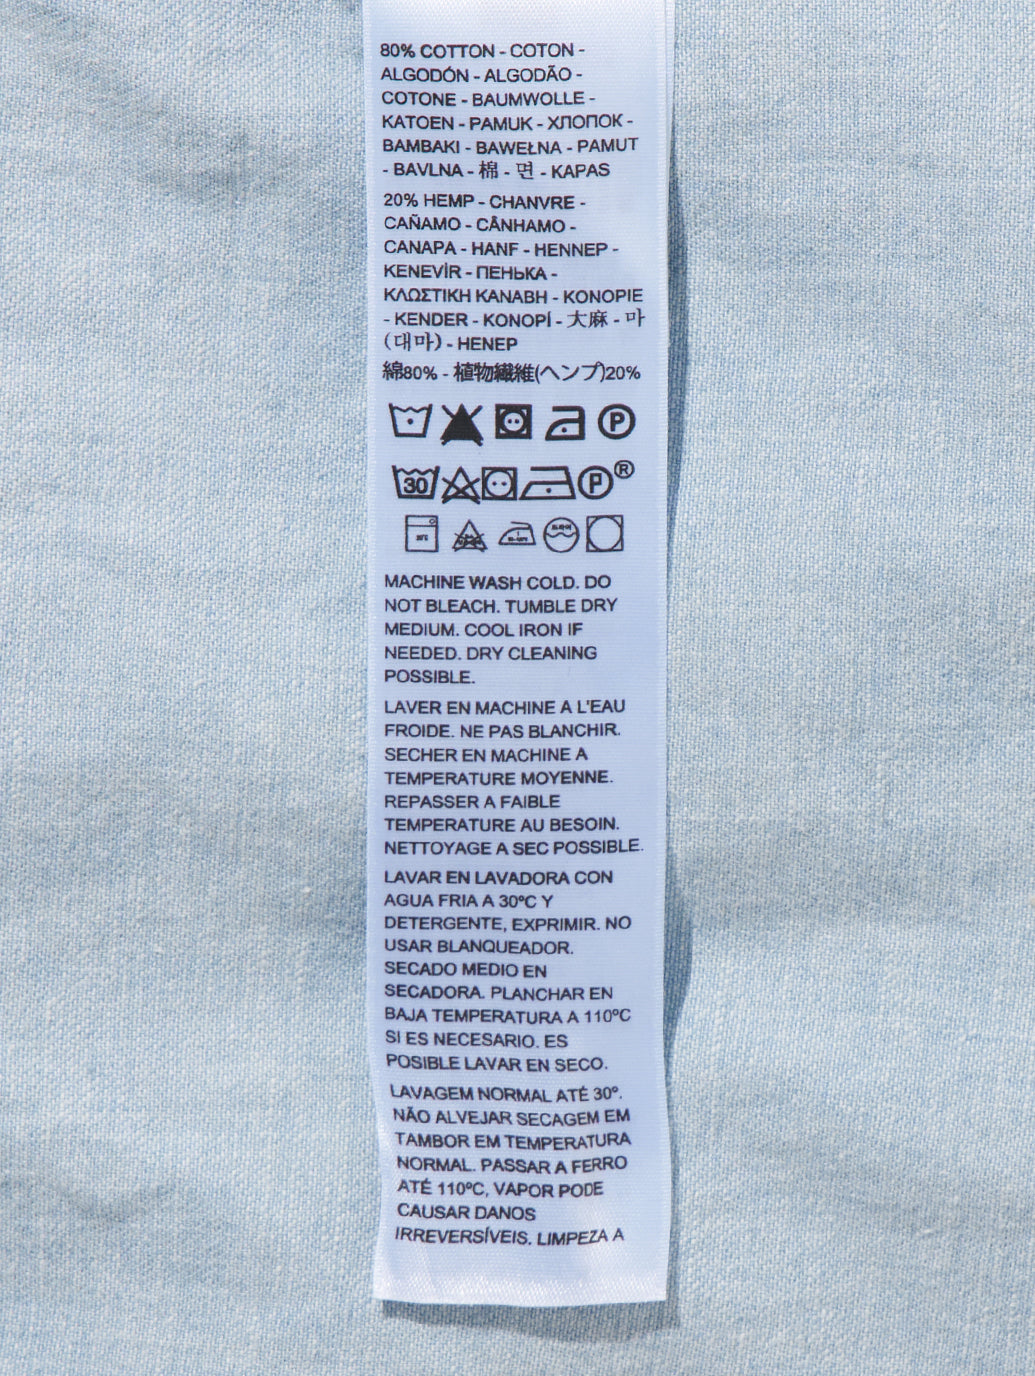 80% COTTON - COTON -
ALGODÓN - ALGODÃO -
COTONE - BAUMWOLLE -
KATOEN - PAMUK - ХЛОПОК -
BAMBAKI - BAWEŁNA - PAMUT
- BAVLNA - 棉 - 면 - KAPAS
20% HEMP - CHANVRE -
CAÑAMO - CÂNHAMO -
CANAPA - HANF - HENNEP -
KENEVİR - ПЕНЬКА -
ΚΛΩΣΤΙΚΗ ΚΑΝΑΒΗ - KONOPIE
- KENDER - KONOPÍ - 大麻 - 마
(대마) - HENEP
綿80% - 植物繊維(ヘンプ)20%
P
30 P ®
드라이
MACHINE WASH COLD. DO
NOT BLEACH. TUMBLE DRY
MEDIUM. COOL IRON IF
NEEDED. DRY CLEANING
POSSIBLE.
LAVER EN MACHINE A L'EAU
FROIDE. NE PAS BLANCHIR.
SECHER EN MACHINE A
TEMPERATURE MOYENNE.
REPASSER A FAIBLE
TEMPERATURE AU BESOIN.
NETTOYAGE A SEC POSSIBLE.
LAVAR EN LAVADORA CON
AGUA FRIA A 30ºC Y
DETERGENTE, EXPRIMIR. NO
USAR BLANQUEADOR.
SECADO MEDIO EN
SECADORA. PLANCHAR EN
BAJA TEMPERATURA A 110ºC
SI ES NECESARIO. ES
POSIBLE LAVAR EN SECO.
LAVAGEM NORMAL ATÉ 30º.
NÃO ALVEJAR SECAGEM EM
TAMBOR EM TEMPERATURA
NORMAL. PASSAR A FERRO
ATÉ 110ºC, VAPOR PODE
CAUSAR DANOS
IRREVERSÍVEIS. LIMPEZA A